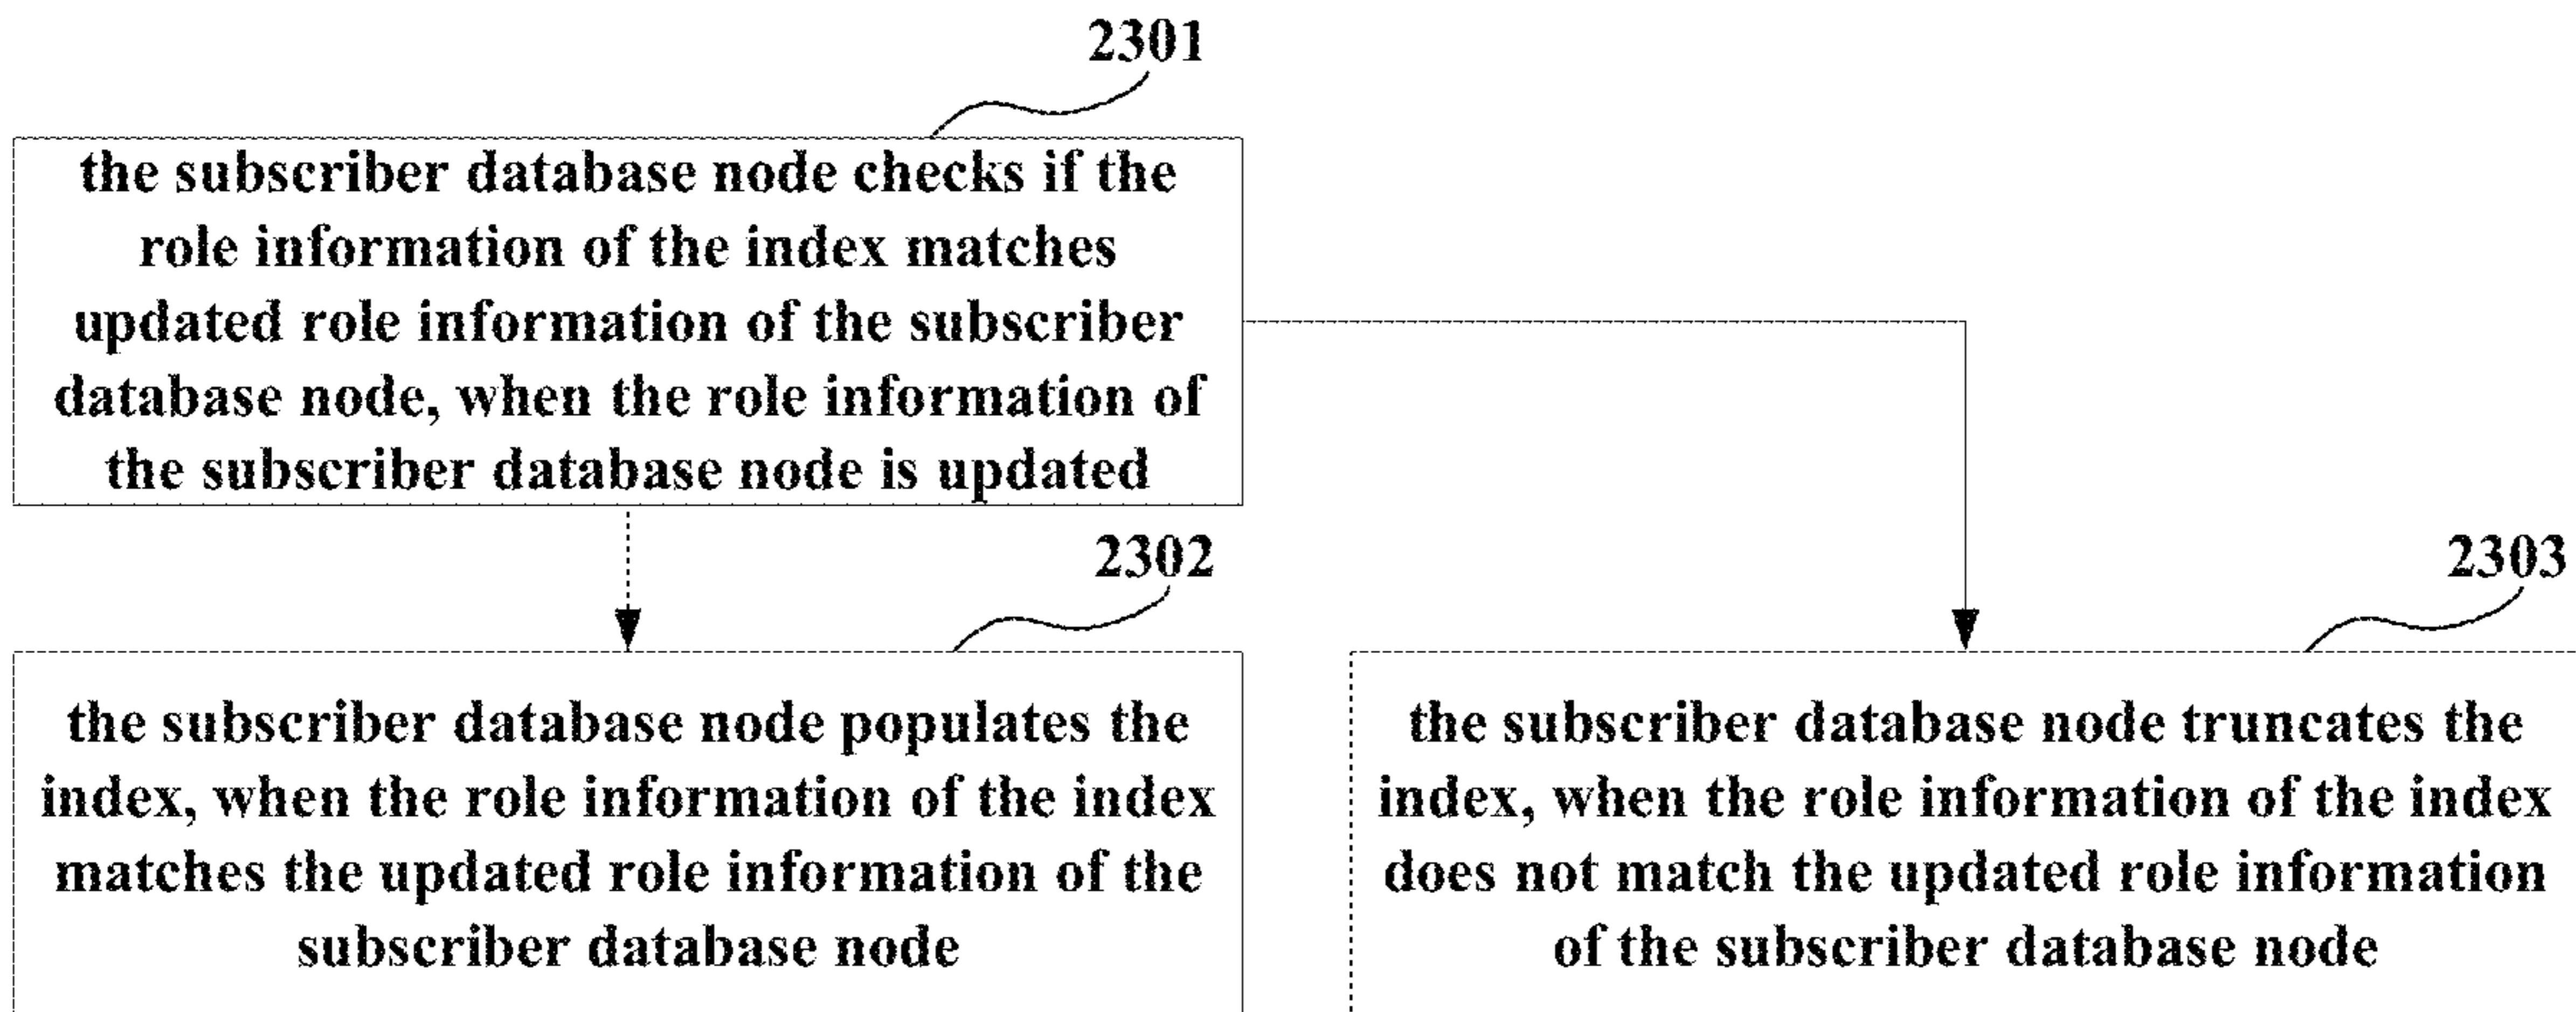 2301
the subscriber database node checks if the
role information of the index matches
updated role information of the subscriber
database node, when the role information of
the subscriber database node is updated
2302
the subscriber database node populates the
index, when the role information of the index
matches the updated role information of the
subscriber database node
2303
the subscriber database node truncates the
index, when the role information of the index
does not match the updated role information
of the subscriber database node